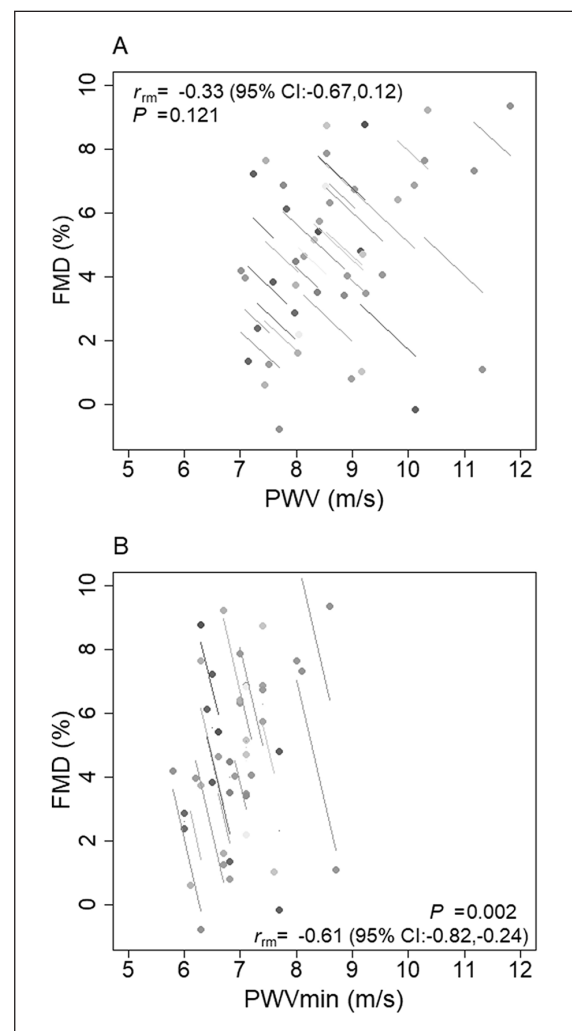 A
r_rm= -0.33 (95% CI:-0.67,0.12)
P =0.121
10
8
6
4
2
0
FMD (%)
5 6 7 8 9 10 11 12
PWV (m/s)
B
10
8
6
4
2
0
FMD (%)
P =0.002
r_rm= -0.61 (95% CI:-0.82,-0.24)
5 6 7 8 9 10 11 12
PWVmin (m/s)